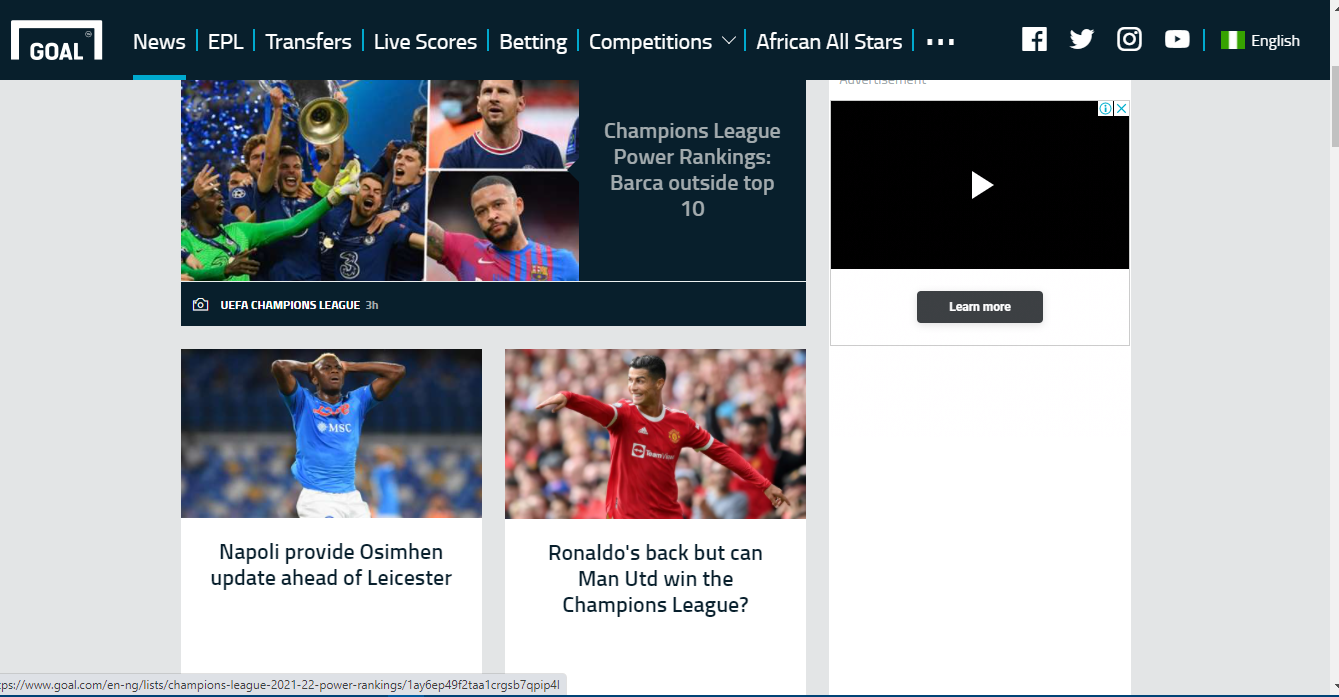 GOAL
News
EPL
Transfers
Live Scores
Betting
Competitions
African All Stars
English
Advertisement
Champions League
Power Rankings:
Barca outside top
10
3
UEFA CHAMPIONS LEAGUE 3h
Learn more
MSC
TeamViewer
Napoli provide Osimhen
update ahead of Leicester
Ronaldo's back but can
Man Utd win the
Champions League?
tps://www.goal.com/en-ng/lists/champions-league-2021-22-power-rankings/1ay6ep49f2taa1crgsb7qpip4l